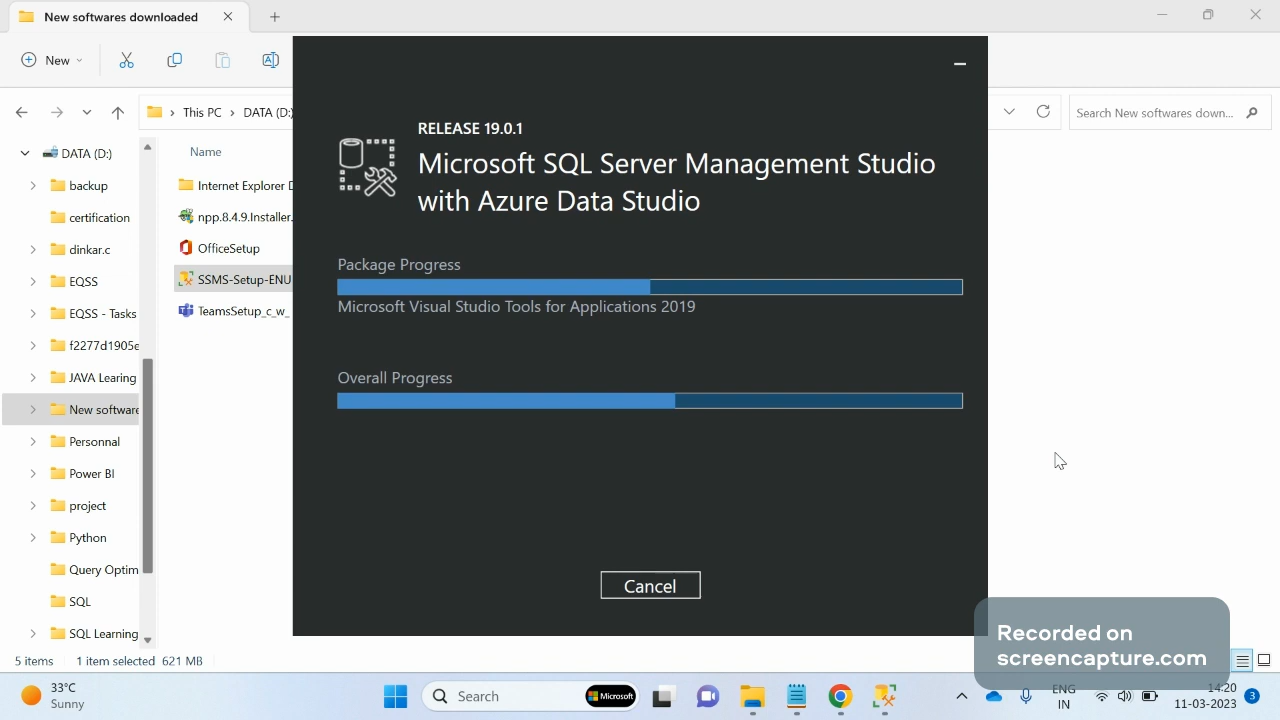 New softwares downloaded
New
This PC
DATA (D:)
Search New softwares down...
DATA (D:)
backup
certification
dinkar.c
EQSS
EQSS - Tasks
f2277d1905e
JAVA Learing
New software
Personnal
Power BI
project
Python
Query Optim
SQL
SQL Learning
Name
Internet Explorer D
npp.8.4.9.Installer.
OfficeSetup
SSMS-Setup-ENU
TeamsSetup_c_w_
RELEASE 19.0.1
Microsoft SQL Server Management Studio
with Azure Data Studio
Package Progress
Microsoft Visual Studio Tools for Applications 2019
Overall Progress
Cancel
Recorded on
screencapture.com
5 items 1 item selected 621 MB
33°C
Sunny
Search
Microsoft
ENG
IN
14:20
11-03-2023
3